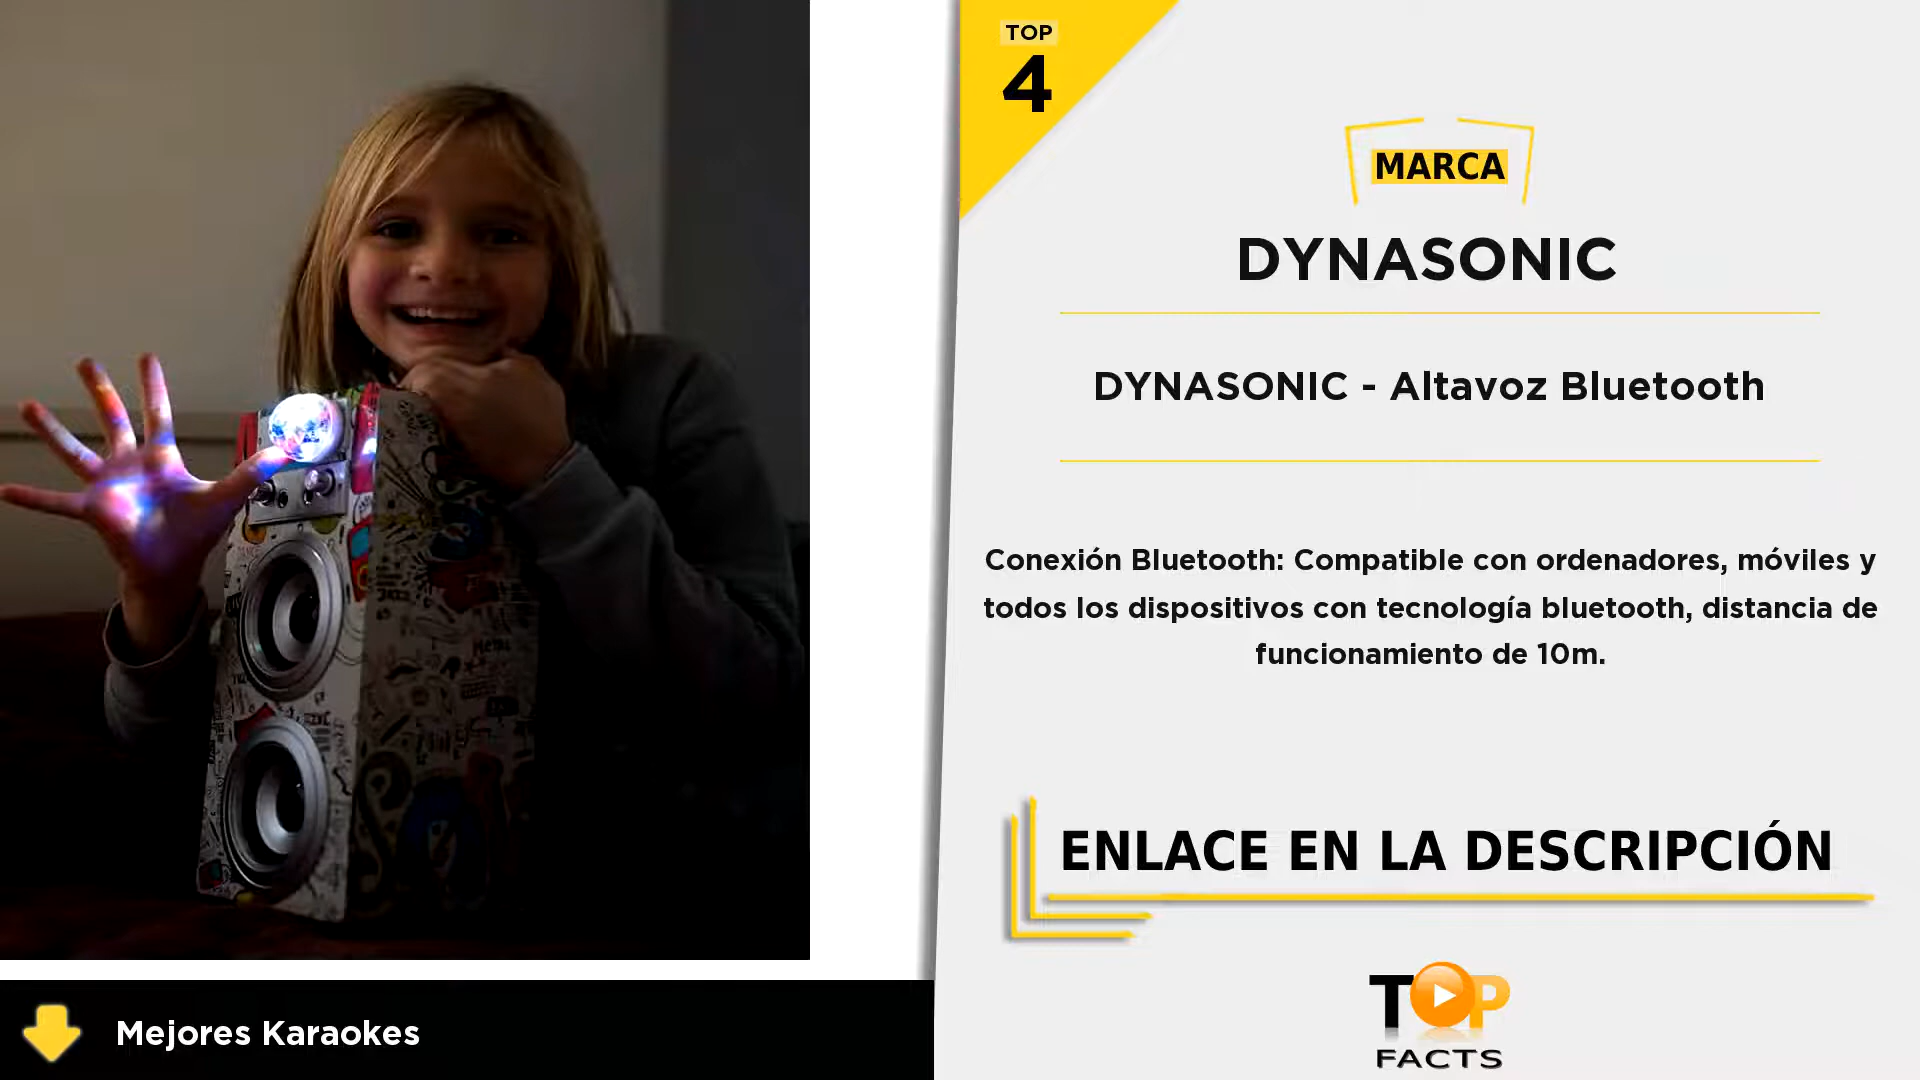 TOP
4
MARCA
DYNASONIC
DYNASONIC - Altavoz Bluetooth
Conexión Bluetooth: Compatible con ordenadores, móviles y
todos los dispositivos con tecnología bluetooth, distancia de
funcionamiento de 10m.
ENLACE EN LA DESCRIPCIÓN
Mejores Karaokes
TOP
FACTS